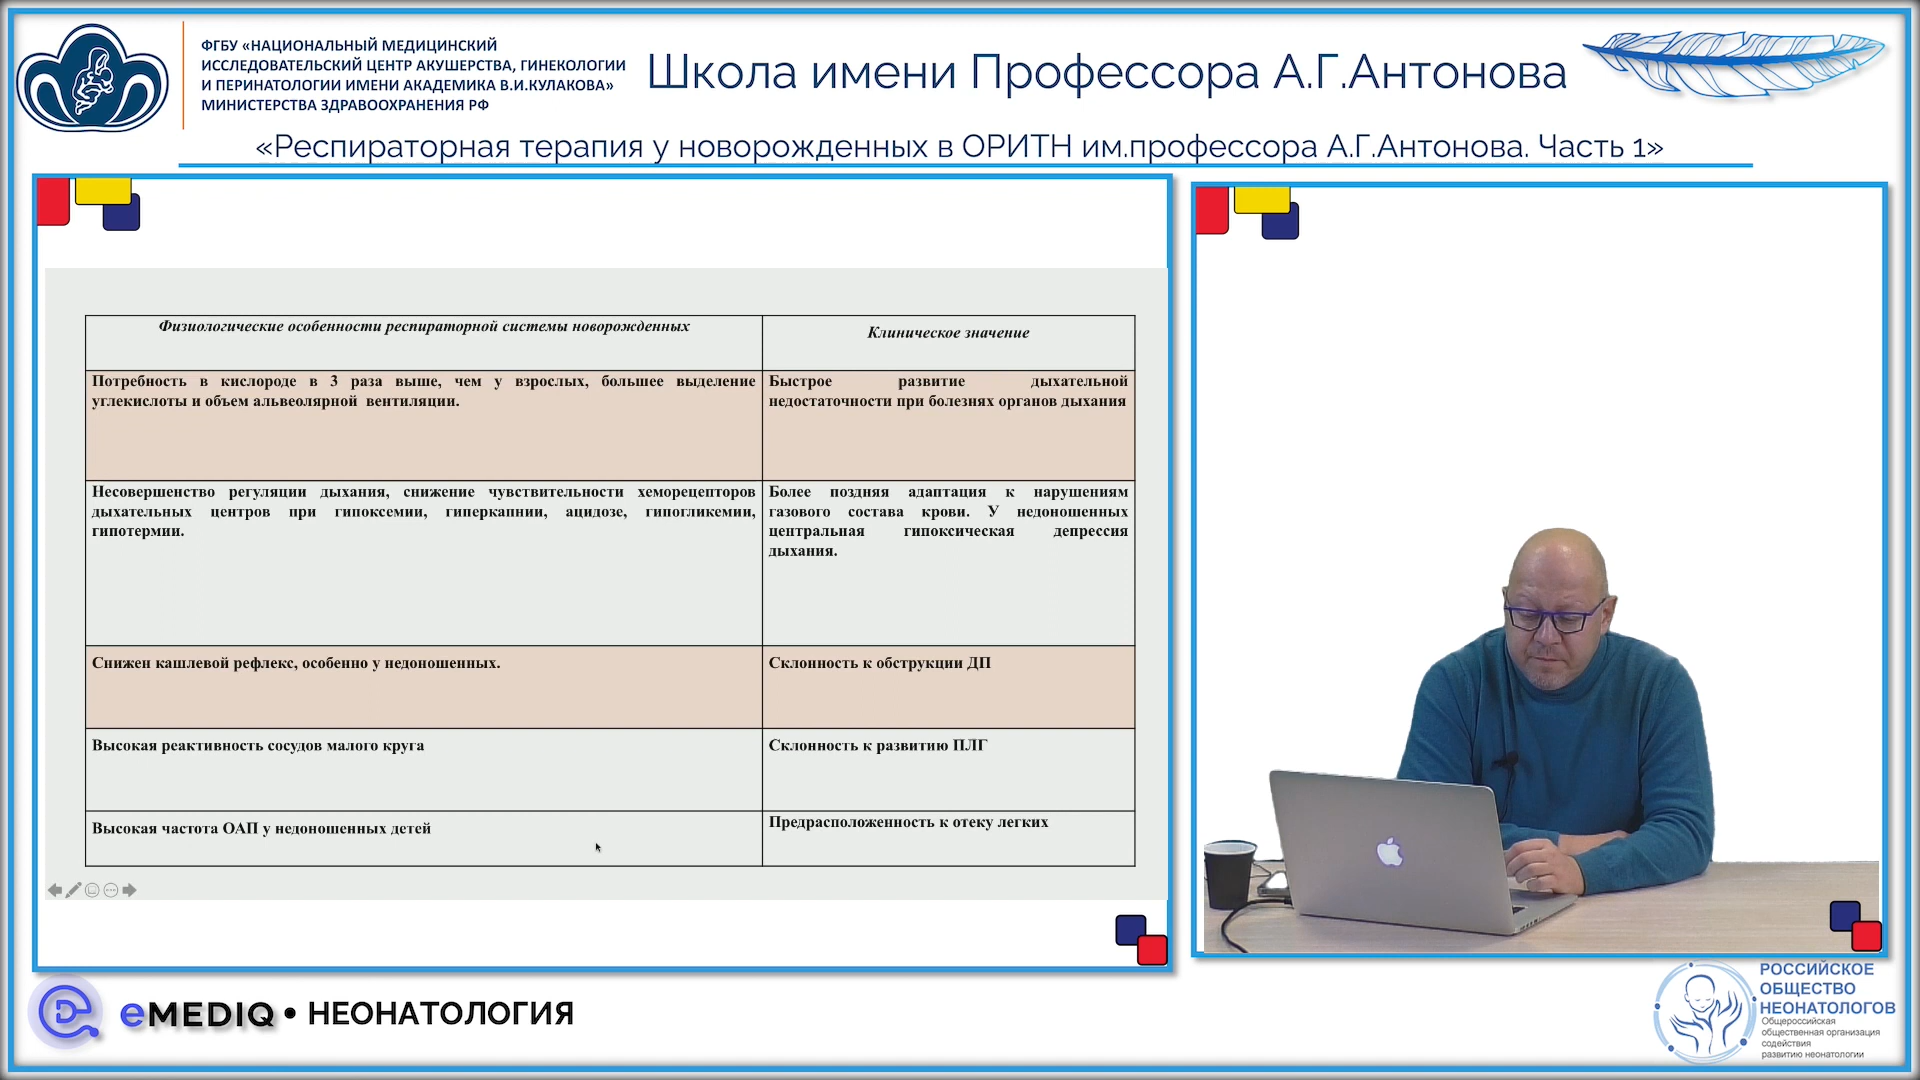 ФГБУ «НАЦИОНАЛЬНЫЙ МЕДИЦИНСКИЙ
ИССЛЕДОВАТЕЛЬСКИЙ ЦЕНТР АКУШЕРСТВА, ГИНЕКОЛОГИИ
И ПЕРИНАТОЛОГИИ ИМЕНИ АКАДЕМИКА В.И.КУЛАКОВА»
МИНИСТЕРСТВА ЗДРАВООХРАНЕНИЯ РФ
Школа имени Профессора А.Г.Антонова
«Респираторная терапия у новорожденных в ОРИТН им.профессора А.Г.Антонова. Часть 1»
Физиологические особенности респираторной системы новорожденных
Клиническое значение
Потребность в кислороде в 3 раза выше, чем у взрослых, большее выделение
углекислоты и объем альвеолярной вентиляции.
Быстрое развитие дыхательной
недостаточности при болезнях органов дыхания
Несовершенство регуляции дыхания, снижение чувствительности хеморецепторов
дыхательных центров при гипоксемии, гиперкапнии, ацидозе, гипогликемии,
гипотермии.
Более поздняя адаптация к нарушениям
газового состава крови. У недоношенных
центральная гипоксическая депрессия
дыхания.
Снижен кашлевой рефлекс, особенно у недоношенных.
Склонность к обструкции ДП
Высокая реактивность сосудов малого круга
Склонность к развитию ПЛГ
Высокая частота ОАП у недоношенных детей
Предрасположенность к отеку легких
eMEDIQ • НЕОНАТОЛОГИЯ
РОССИЙСКОЕ
ОБЩЕСТВО
НЕОНАТОЛОГОВ
Общероссийская
общественная организация
содействия
развитию неонатологии